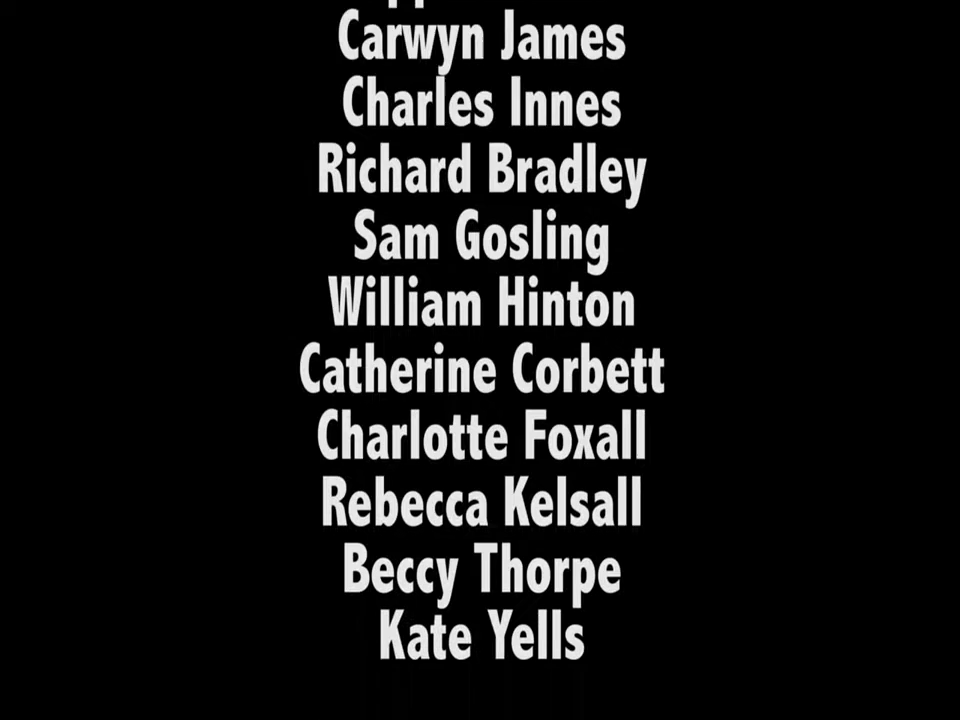 Carwyn James
Charles Innes
Richard Bradley
Sam Gosling
William Hinton
Catherine Corbett
Charlotte Foxall
Rebecca Kelsall
Beccy Thorpe
Kate Yells